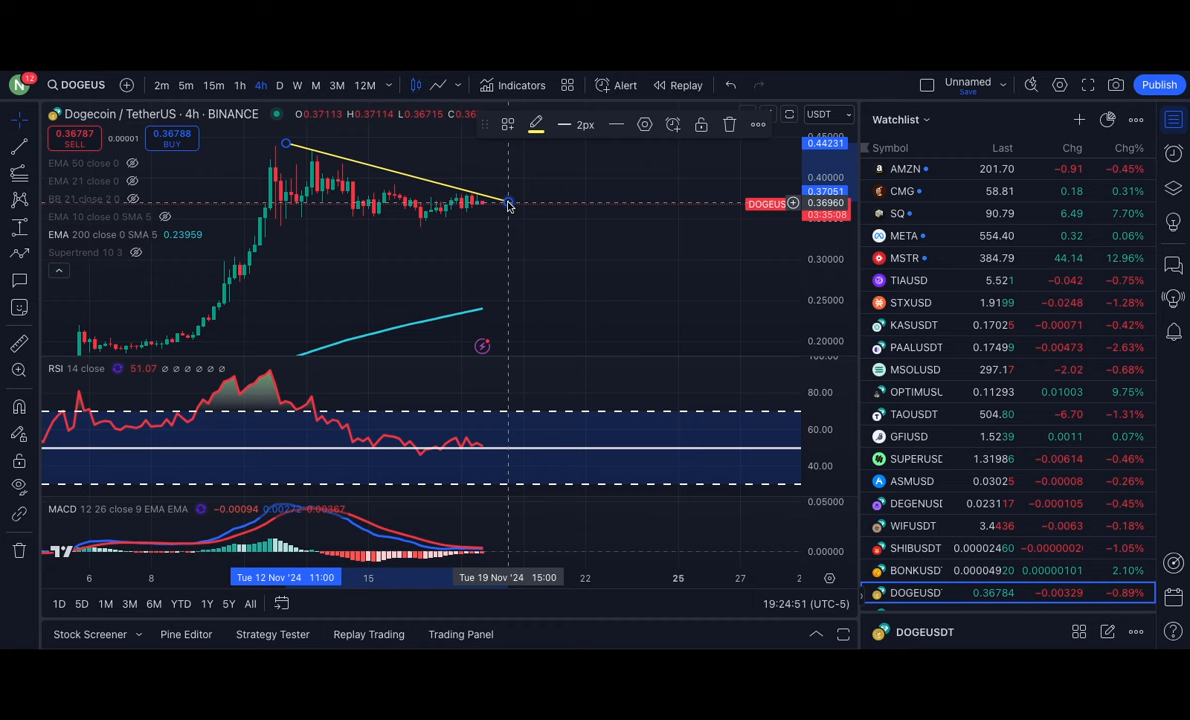 N 12 DOGEUS 2m 5m 15m 1h 4h D W M 3M 12M Indicators Alert Replay Unnamed Save Publish
Dogecoin / TetherUS · 4h · BINANCE O0.37113 H0.37114 L0.36715 C0.36
2px
USDT
Watchlist
0.36787 SELL 0.00001 0.36788 BUY
Symbol Last Chg Chg%
EMA 50 close 0
EMA 21 close 0
BB 21 close 2 0
EMA 10 close 0 SMA 5
EMA 200 close 0 SMA 5 0.23959
Supertrend 10 3
0.45000
0.44231
0.40000
0.37051
DOGEUS 0.36960
03:35:08
0.30000
0.25000
0.20000
AMZN 201.70 −0.91 −0.45%
CMG 58.81 0.18 0.31%
SQ 90.79 6.49 7.70%
META 554.40 0.32 0.06%
MSTR 384.79 44.14 12.96%
TIAUSD 5.521 −0.042 −0.75%
STXUSD 1.9199 −0.0248 −1.28%
KASUSDT 0.17025 −0.00071 −0.42%
PAALUSDT 0.17499 −0.00473 −2.63%
MSOLUSD 297.17 −2.02 −0.68%
OPTIMUSU 0.11293 0.01003 9.75%
TAOUSDT 504.80 −6.70 −1.31%
GFIUSD 1.5239 0.0011 0.07%
SUPERUSD 1.31986 −0.00614 −0.46%
ASMUSD 0.03025 −0.00008 −0.26%
DEGENUSD 0.023117 −0.000105 −0.45%
WIFUSDT 3.4436 −0.0063 −0.18%
SHIBUSDT 0.00002460 −0.0000002 −1.05%
BONKUSD 0.00004920 0.00000101 2.10%
DOGEUSD 0.36784 −0.00329 −0.89%
RSI 14 close 51.07 ∅ ∅ ∅ ∅ ∅ ∅
100.00
80.00
60.00
40.00
MACD 12 26 close 9 EMA EMA −0.00094 0.00272 0.00367
0.05000
0.00000
6 8 Tue 12 Nov '24 11:00 15 Tue 19 Nov '24 15:00 22 25 27 2
1D 5D 1M 3M 6M YTD 1Y 5Y All 19:24:51 (UTC-5)
Stock Screener Pine Editor Strategy Tester Replay Trading Trading Panel
DOGEUSDT